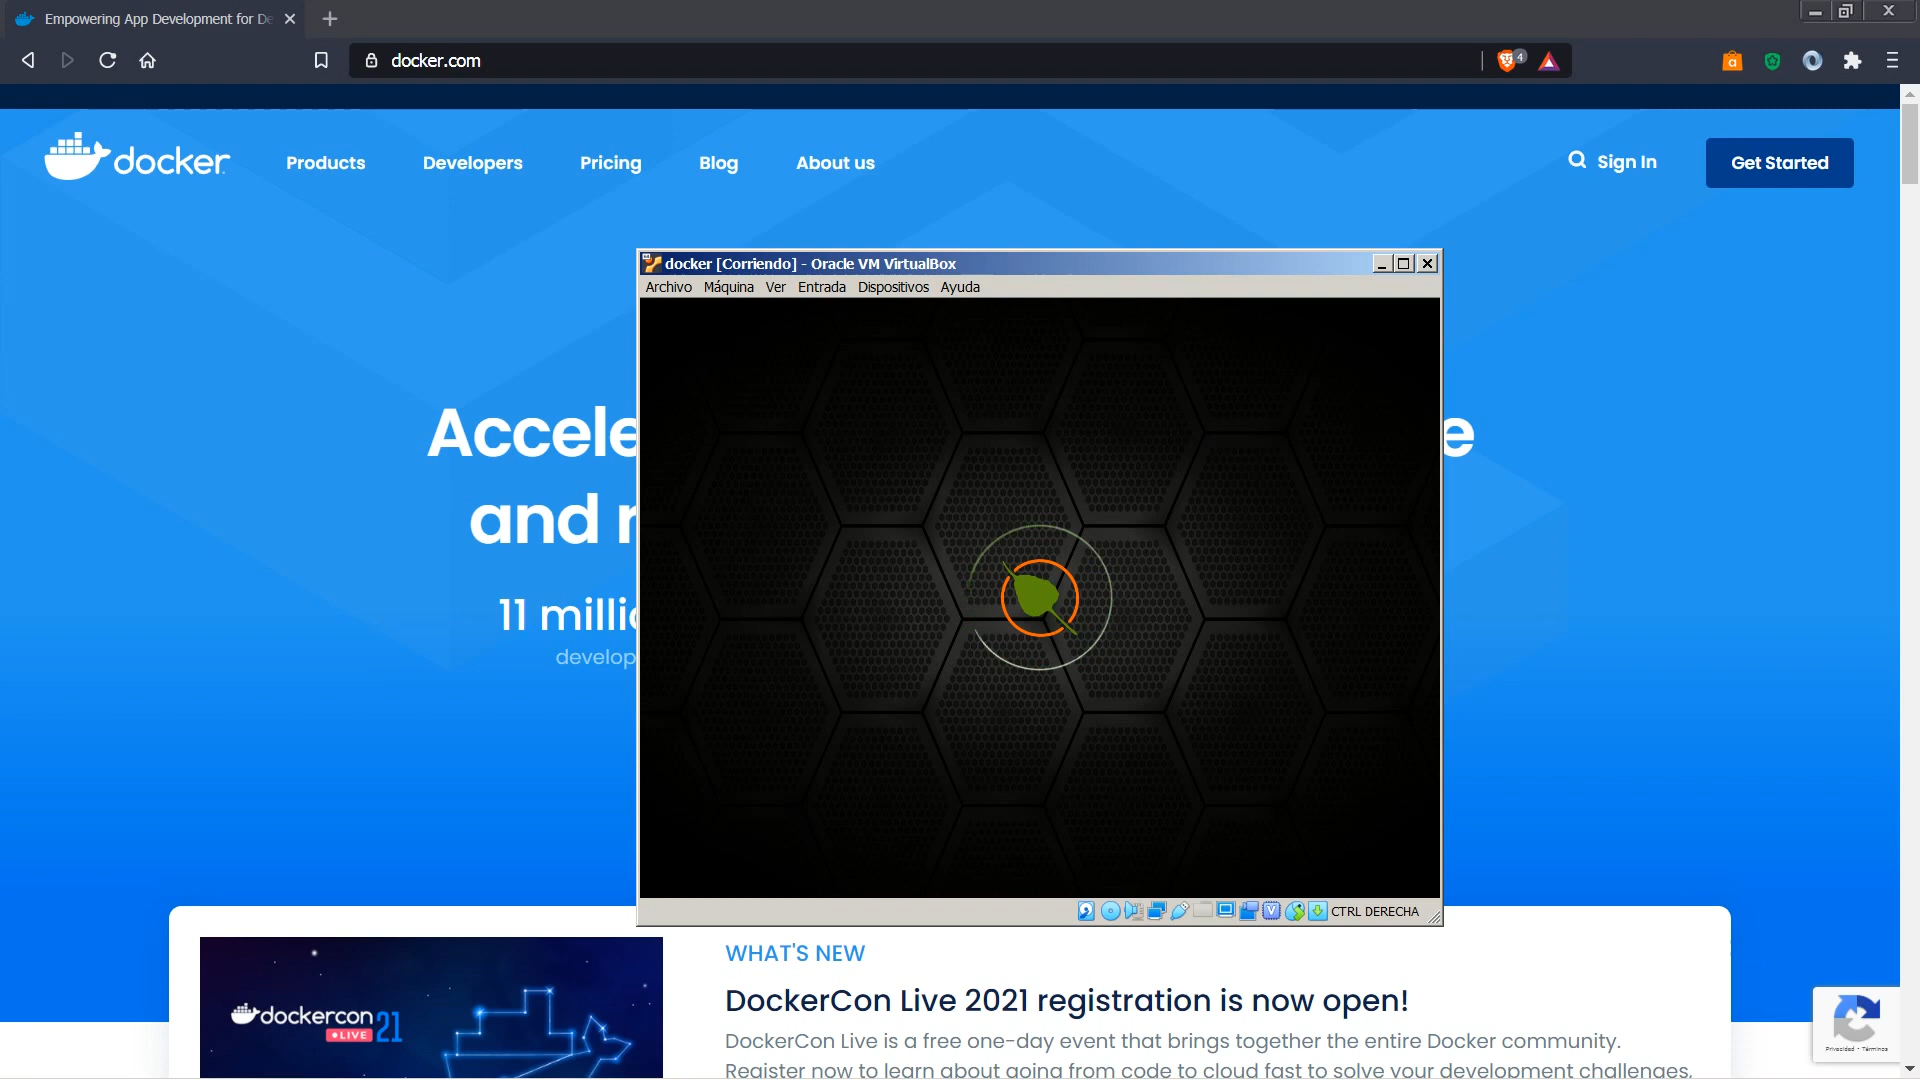 Empowering App Development for De
docker.com
4
a
docker
Products
Developers
Pricing
Blog
About us
Sign In
Get Started
docker [Corriendo] - Oracle VM VirtualBox
Archivo Máquina Ver Entrada Dispositivos Ayuda
Accele
e
and r
11 millio
develop
CTRL DERECHA
dockercon 21
LIVE
WHAT'S NEW
DockerCon Live 2021 registration is now open!
DockerCon Live is a free one-day event that brings together the entire Docker community.
Register now to learn about going from code to cloud fast to solve your development challenges.
Privacidad - Términos